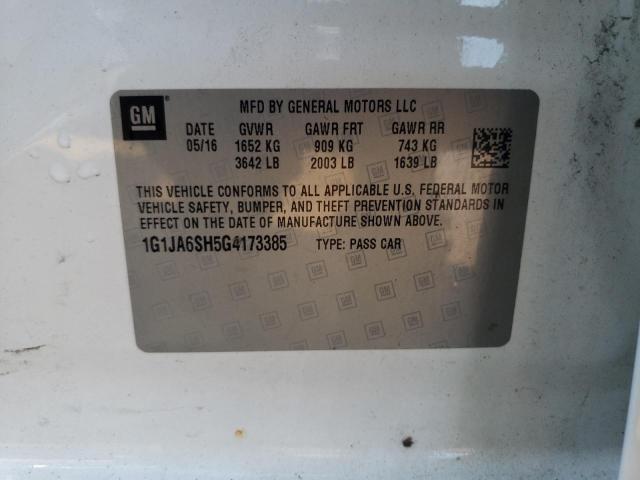 GM
MFD BY GENERAL MOTORS LLC
DATE GVWR GAWR FRT GAWR RR
05/16 1652 KG 909 KG 743 KG
3642 LB 2003 LB 1639 LB
THIS VEHICLE CONFORMS TO ALL APPLICABLE U.S. FEDERAL MOTOR
VEHICLE SAFETY, BUMPER, AND THEFT PREVENTION STANDARDS IN
EFFECT ON THE DATE OF MANUFACTURE SHOWN ABOVE.
1G1JA6SH5G4173385 TYPE: PASS CAR